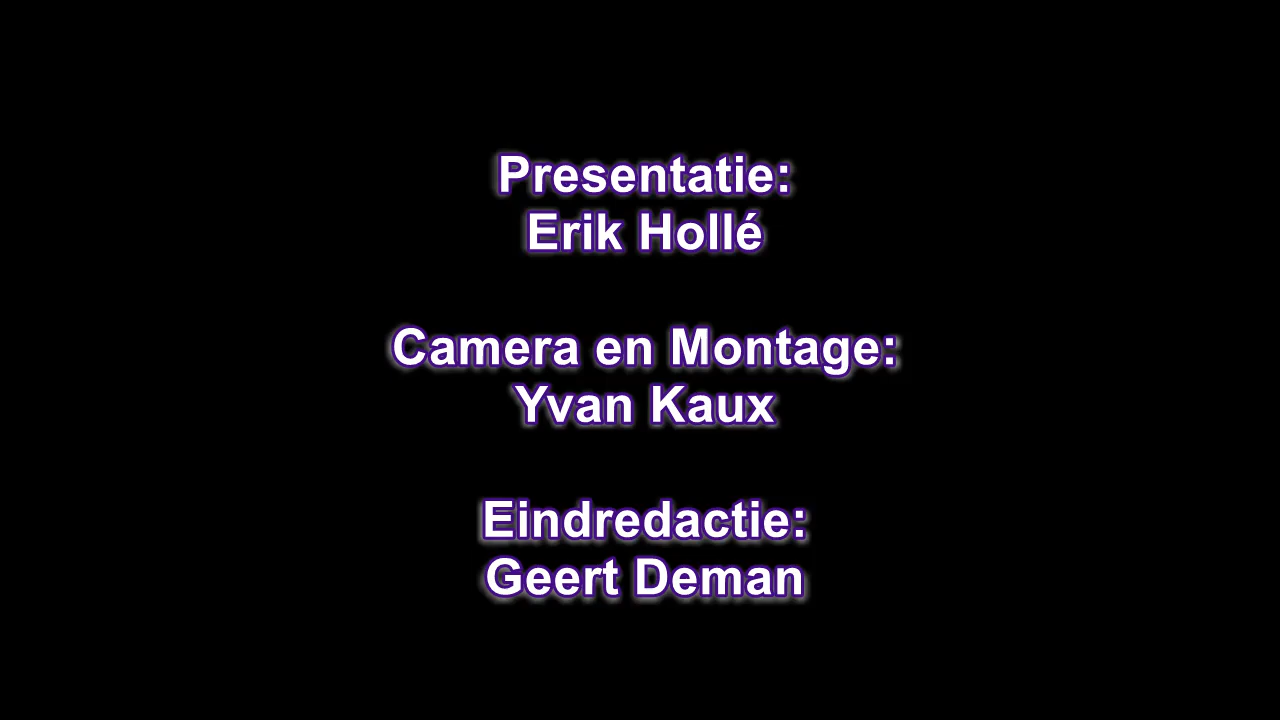 Presentatie:
Erik Hollé
Camera en Montage:
Yvan Kaux
Eindredactie:
Geert Deman